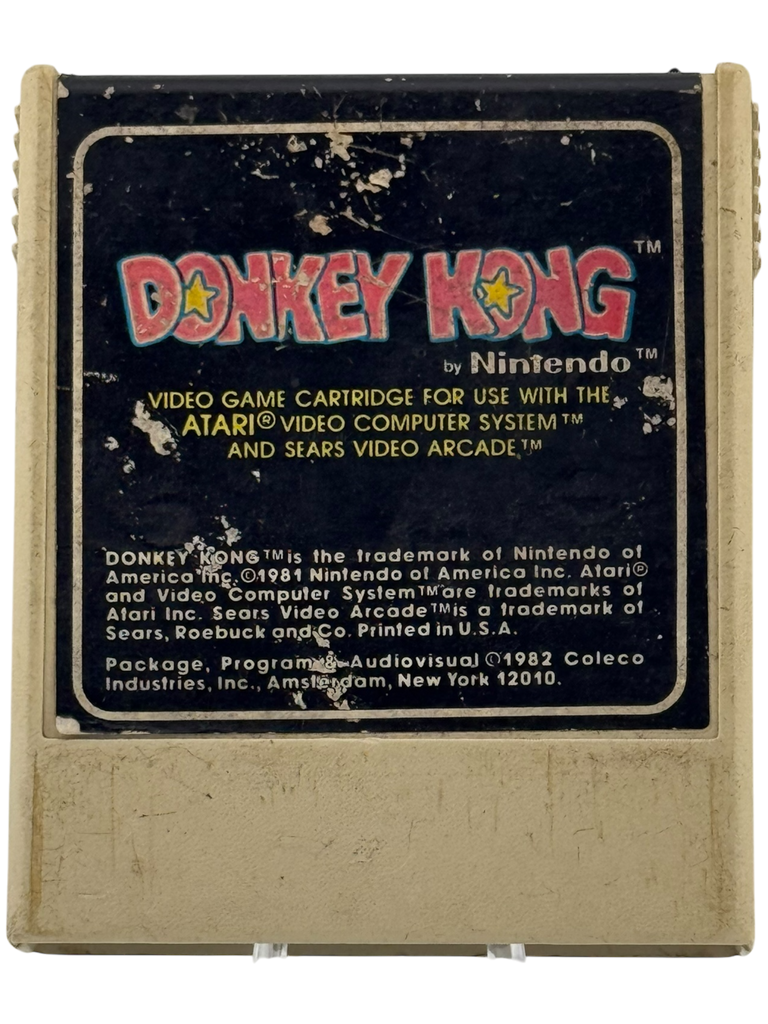 DONKEY KONG™
by Nintendo™
VIDEO GAME CARTRIDGE FOR USE WITH THE
ATARI® VIDEO COMPUTER SYSTEM™
AND SEARS VIDEO ARCADE™
DONKEY KONG™ is the trademark of Nintendo of
America Inc. ©1981 Nintendo of America Inc. Atari®
and Video Computer System™ are trademarks of
Atari Inc. Sears Video Arcade™ is a trademark of
Sears, Roebuck and Co. Printed in U.S.A.
Package, Program & Audiovisual ©1982 Coleco
Industries, Inc., Amsterdam, New York 12010.